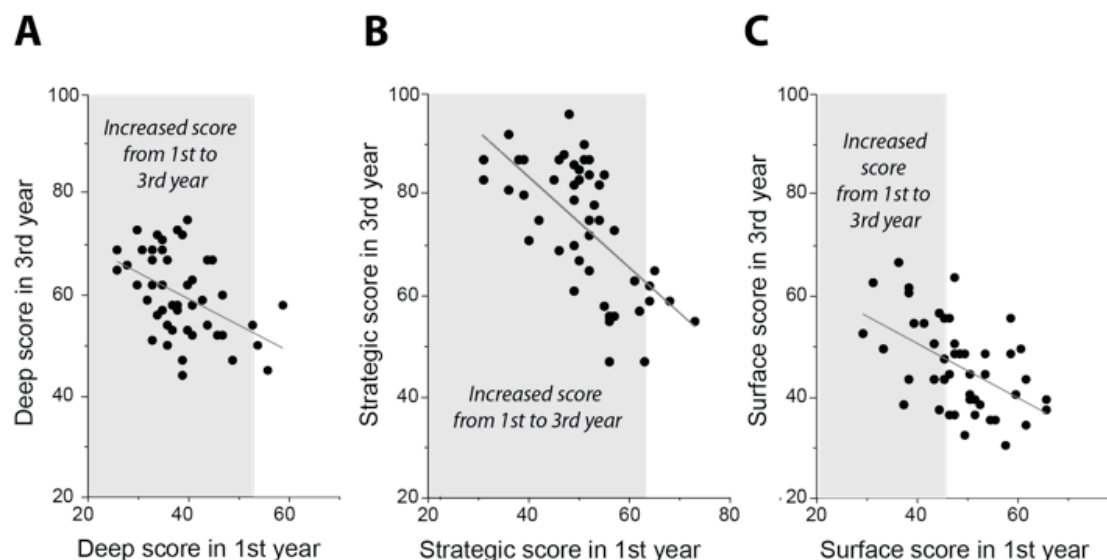 A
B
C
100
80
60
40
20
20
40
60
Deep score in 3rd year
Deep score in 1st year
Increased score
from 1st to
3rd year
100
80
60
40
20
20
40
60
80
Strategic score in 3rd year
Strategic score in 1st year
Increased score
from 1st to 3rd year
100
80
60
40
20
20
40
60
Surface score in 3rd year
Surface score in 1st year
Increased
score
from 1st to
3rd year